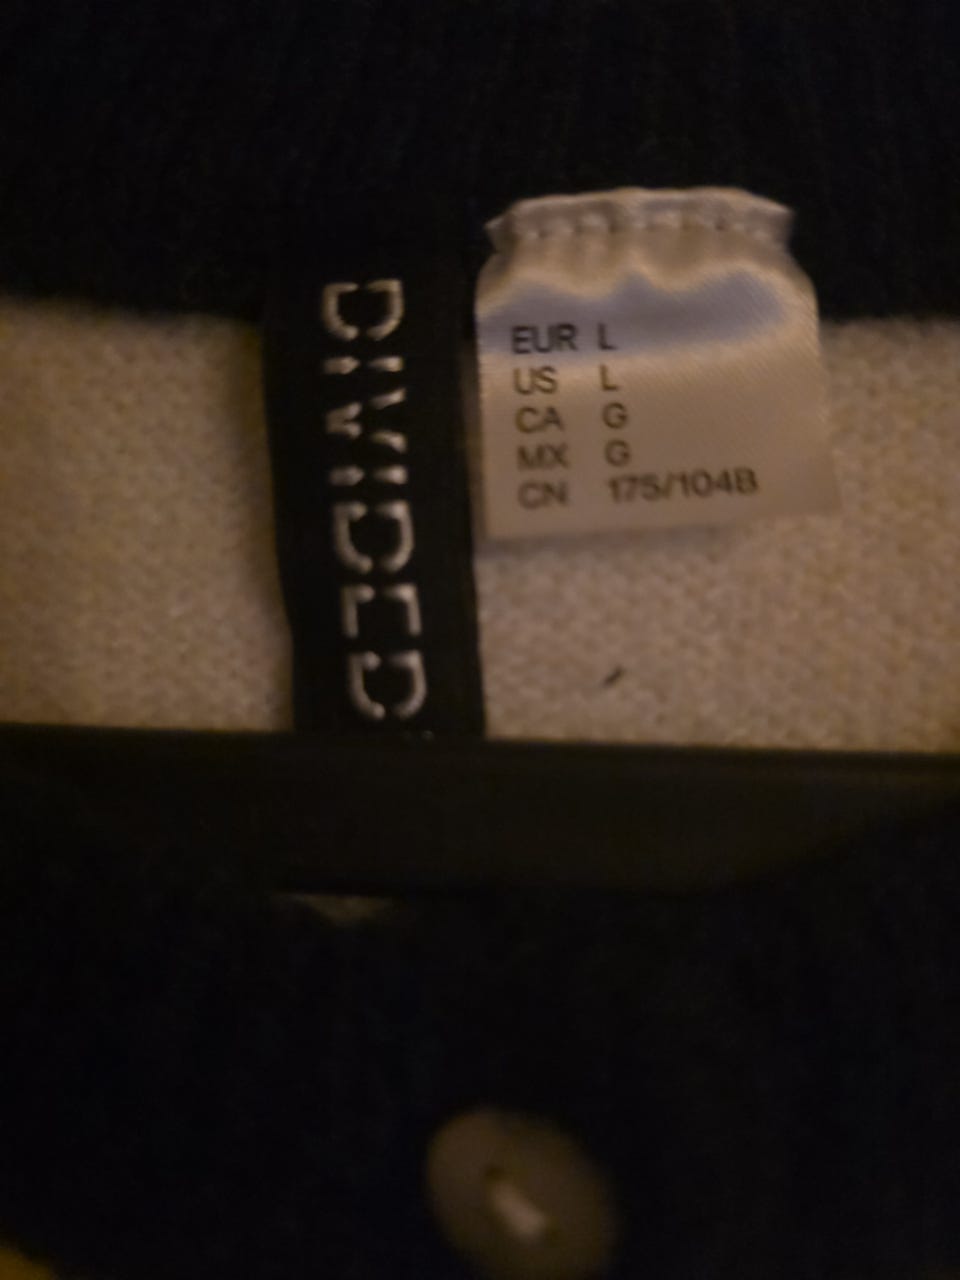 DIVIDED
EUR L
US L
CA G
MX G
CN 175/104B